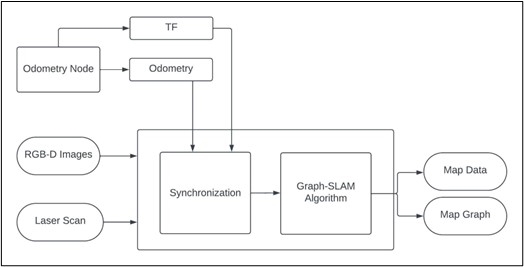 TF
Odometry Node
Odometry
RGB-D Images
Synchronization
Graph-SLAM
Algorithm
Map Data
Laser Scan
Map Graph